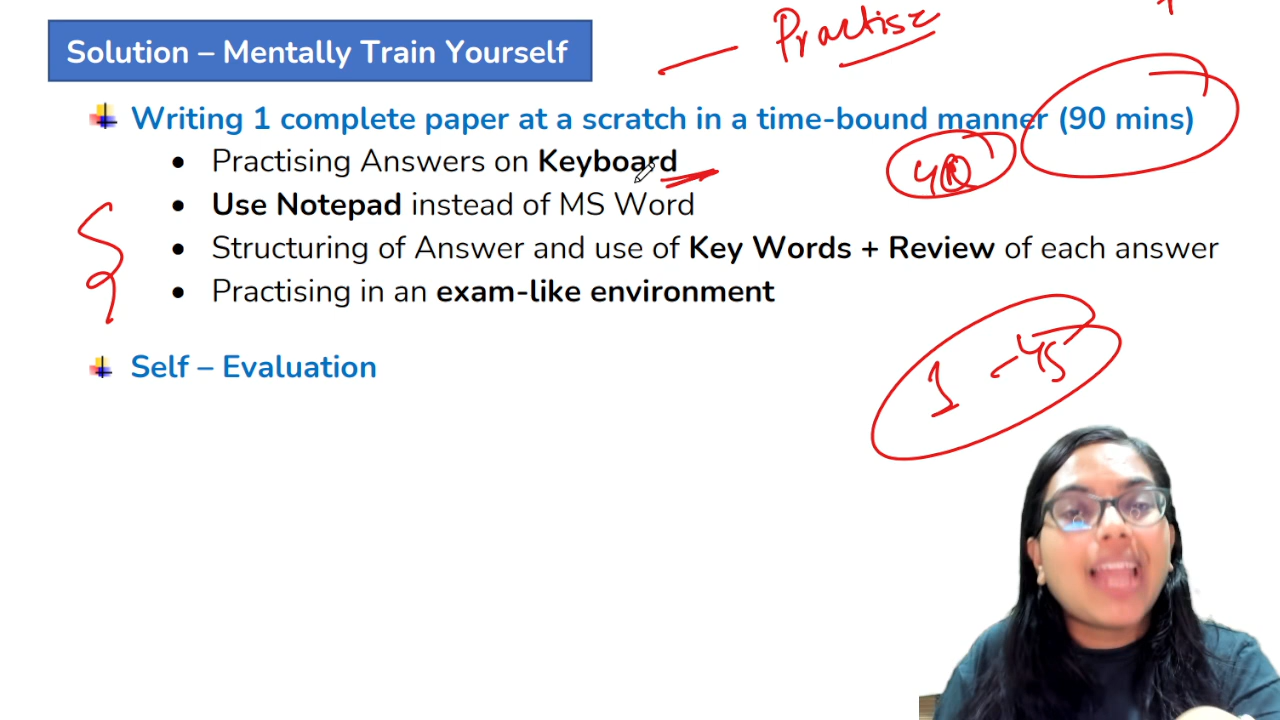 Practise
Solution – Mentally Train Yourself
Writing 1 complete paper at a scratch in a time-bound manner (90 mins)
• Practising Answers on Keyboard
4Q
• Use Notepad instead of MS Word
• Structuring of Answer and use of Key Words + Review of each answer
• Practising in an exam-like environment
1 - 45
Self – Evaluation